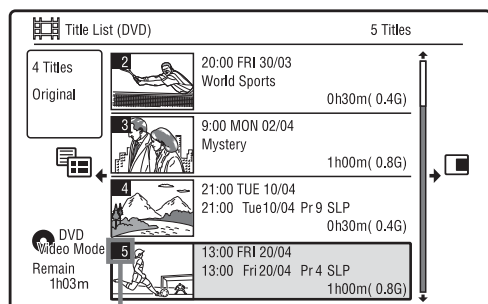 Title List (DVD) 5 Titles
4 Titles
Original
2
20:00 FRI 30/03
World Sports
0h30m( 0.4G)
3
9:00 MON 02/04
Mystery
1h00m( 0.8G)
4
21:00 TUE 10/04
21:00 Tue10/04 Pr 9 SLP
0h30m( 0.4G)
DVD
Video Mode
Remain
1h03m
5
13:00 FRI 20/04
13:00 Fri20/04 Pr 4 SLP
1h00m( 0.8G)